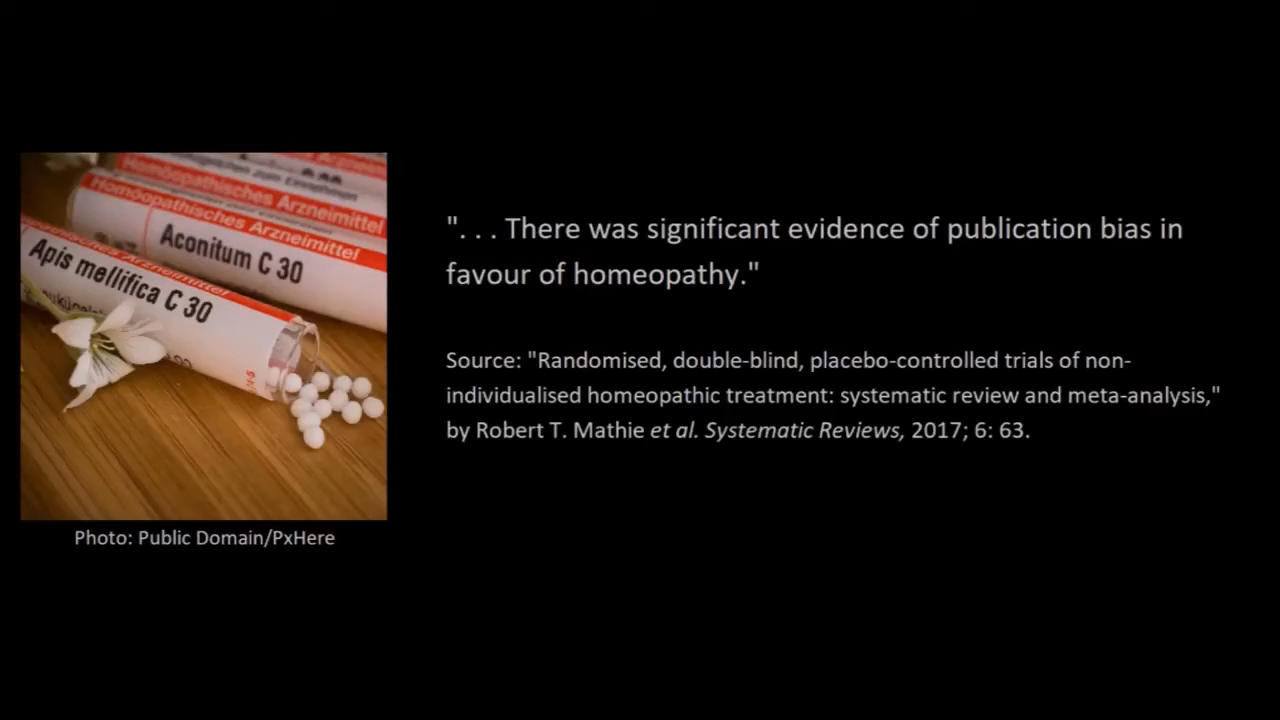 Homöopathisches Arzneimittel
Homöopathisches Arzneimittel
Aconitum C 30
Arzneimittel
Apis mellifica C 30
". . . There was significant evidence of publication bias in
favour of homeopathy."
Source: "Randomised, double-blind, placebo-controlled trials of non-
individualised homeopathic treatment: systematic review and meta-analysis,"
by Robert T. Mathie et al. Systematic Reviews, 2017; 6: 63.
Photo: Public Domain/PxHere